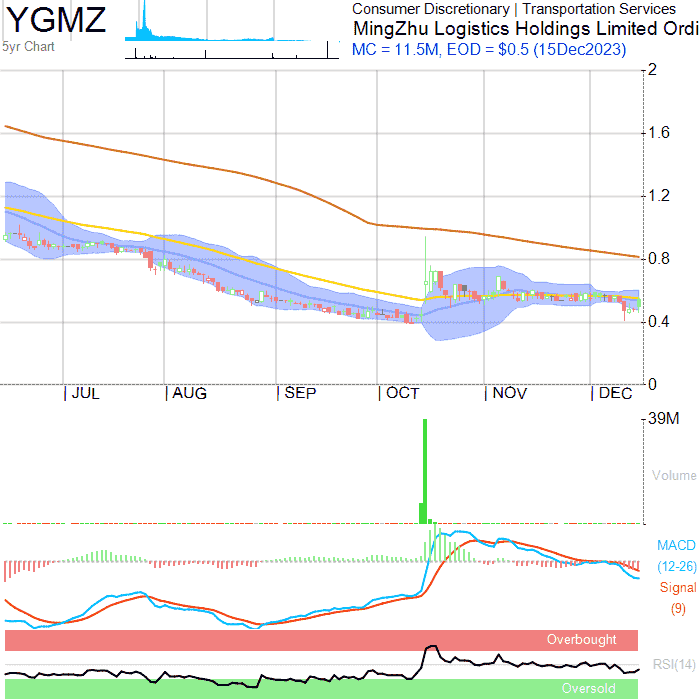 YGMZ
5yr Chart
Consumer Discretionary | Transportation Services
MingZhu Logistics Holdings Limited Ordi
MC = 11.5M, EOD = $0.5 (15Dec2023)
2
1.6
1.2
0.8
0.4
0
JUL
AUG
SEP
OCT
NOV
DEC
39M
Volume
MACD
(12-26)
Signal
(9)
Overbought
RSI(14)
Oversold